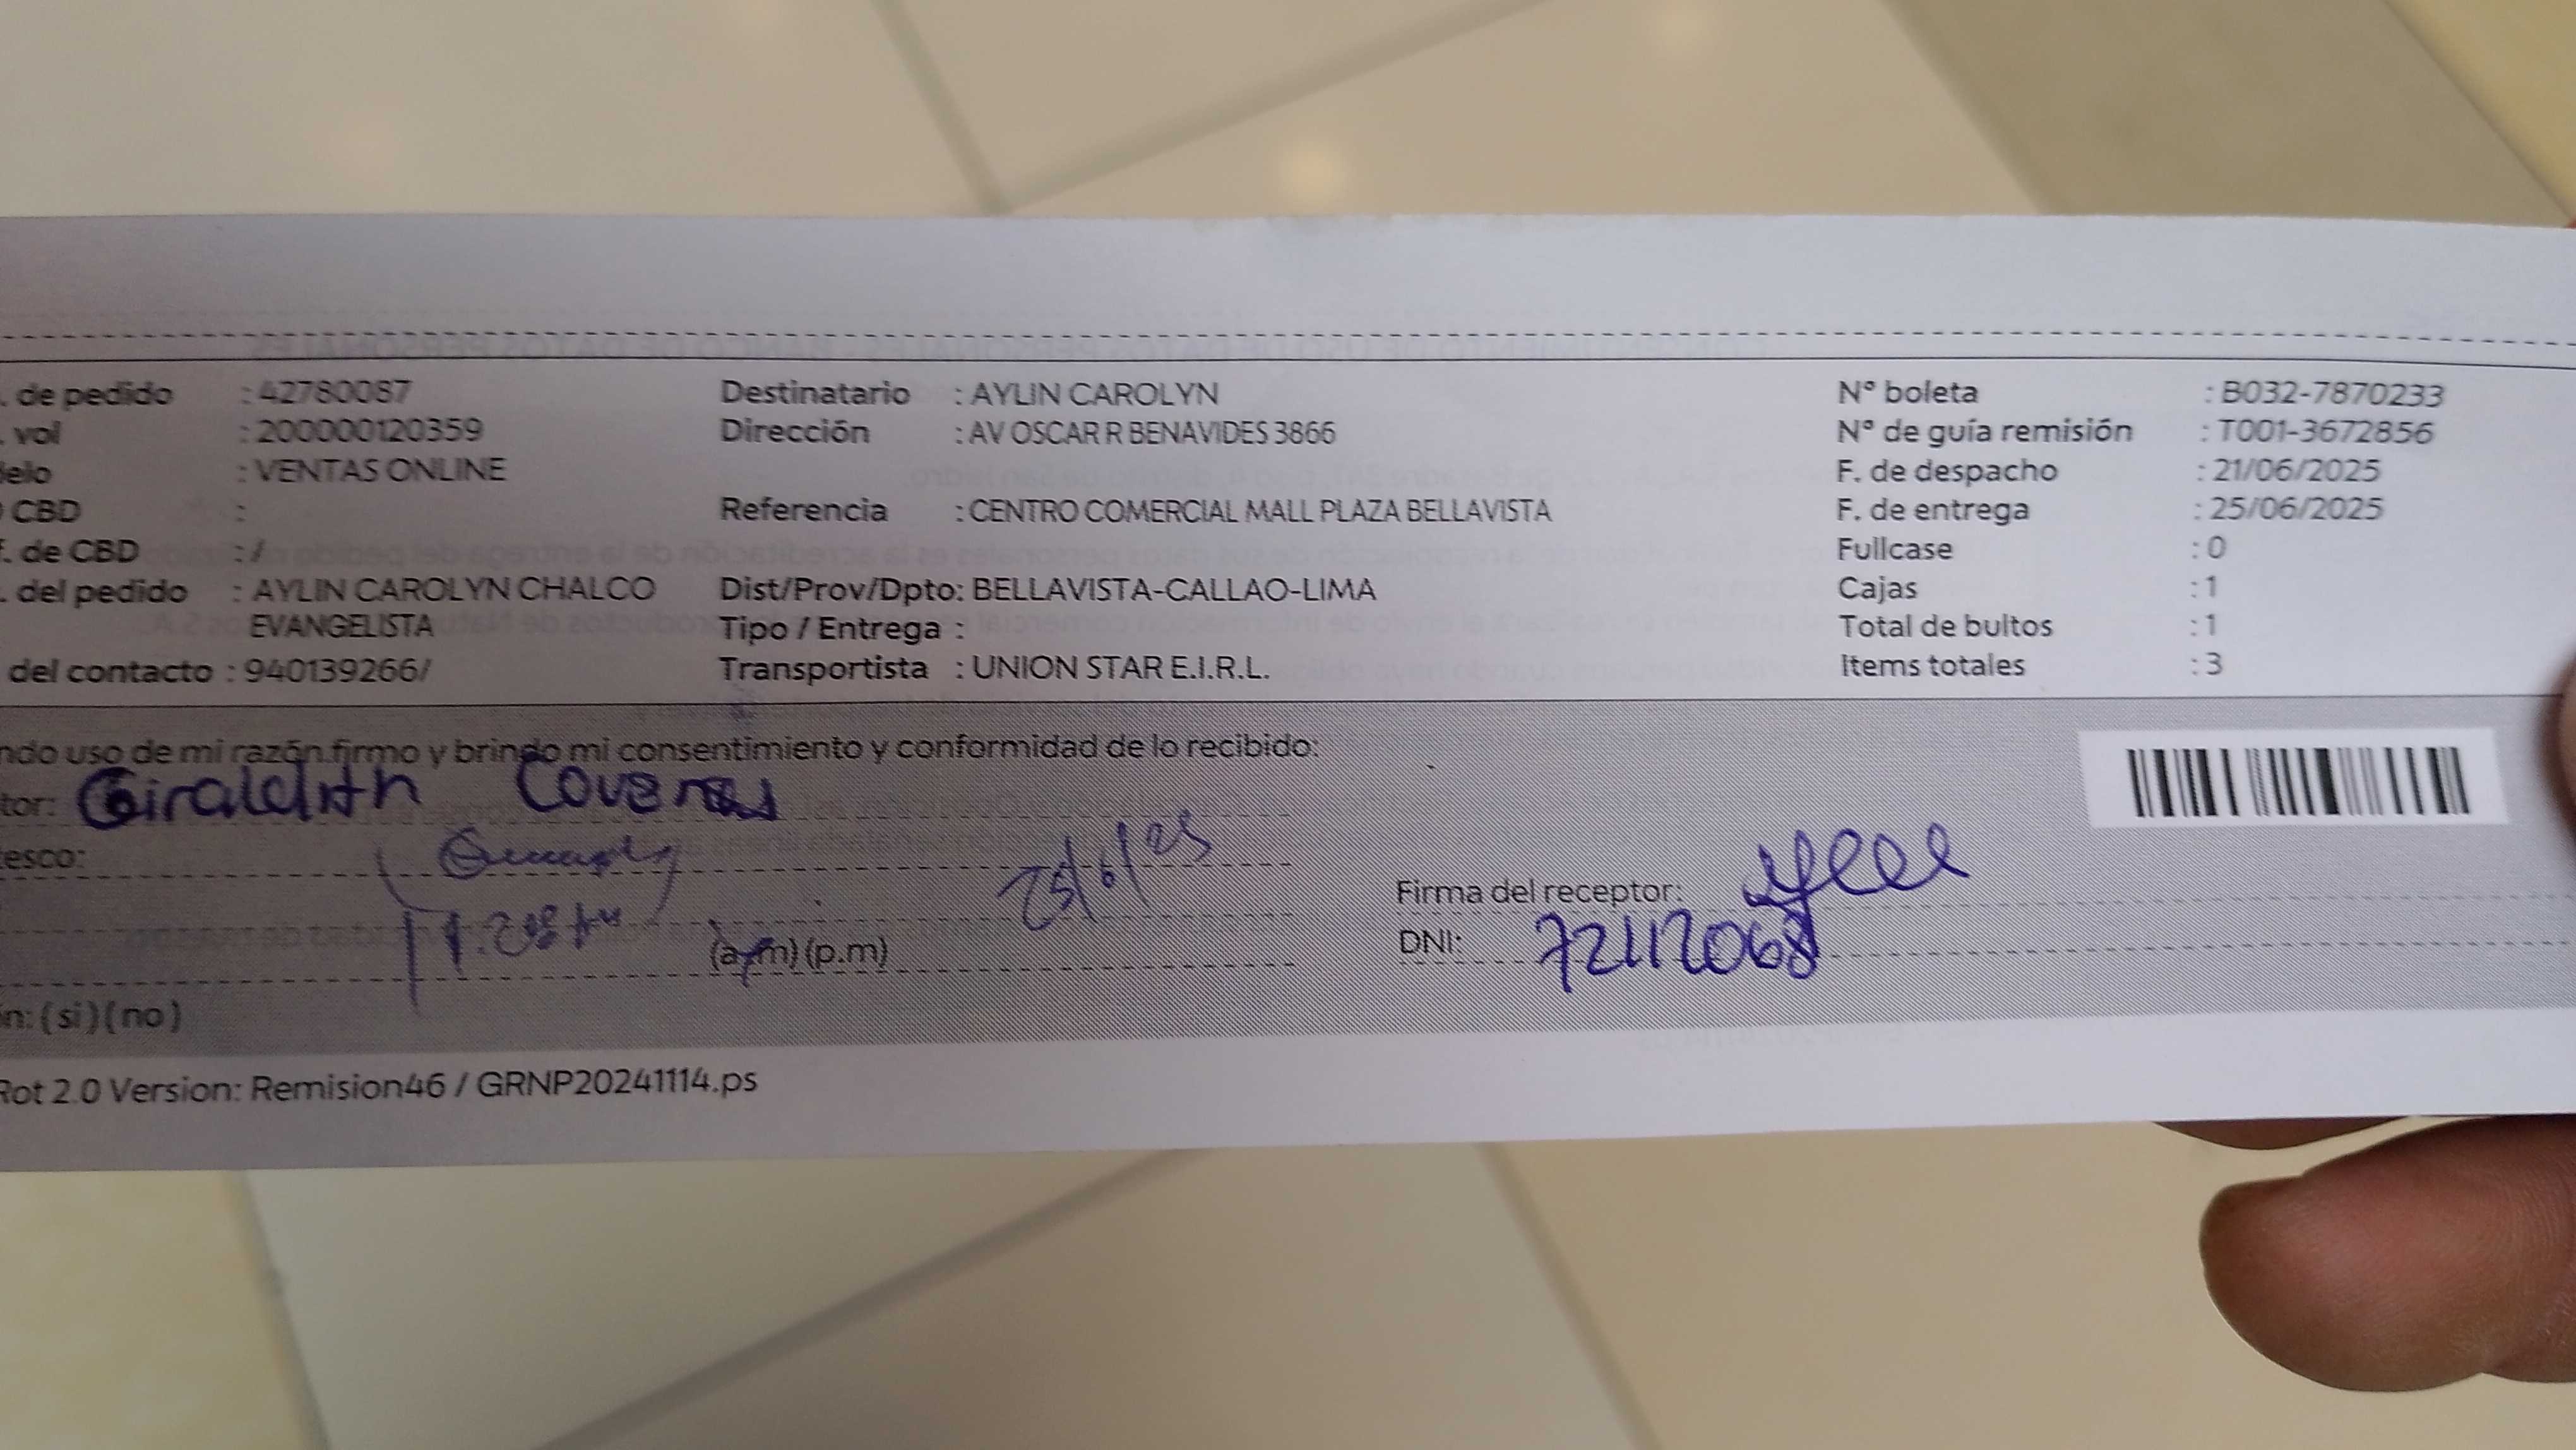 . de pedido : 42780087 Destinatario : AYLIN CAROLYN Nº boleta : B032-7870233
. vol : 200000120359 Dirección : AV OSCAR R BENAVIDES 3866 Nº de guía remisión : T001-3672856
delo : VENTAS ONLINE F. de despacho : 21/06/2025
CBD : Referencia : CENTRO COMERCIAL MALL PLAZA BELLAVISTA F. de entrega : 25/06/2025
f. de CBD : / Fullcase : 0
. del pedido : AYLIN CAROLYN CHALCO Dist/Prov/Dpto: BELLAVISTA-CALLAO-LIMA Cajas : 1
EVANGELISTA Tipo / Entrega : Total de bultos : 1
del contacto : 940139266/ Transportista : UNION STAR E.I.R.L. Items totales : 3
ndo uso de mi razón.firmo y brindo mi consentimiento y conformidad de lo recibido:
tor: Giraldith
tesco: 25/6/25
Firma del receptor:
(a.m) (p.m) DNI:
n: (si) (no)
Rot 2.0 Version: Remision46 / GRNP20241114.ps